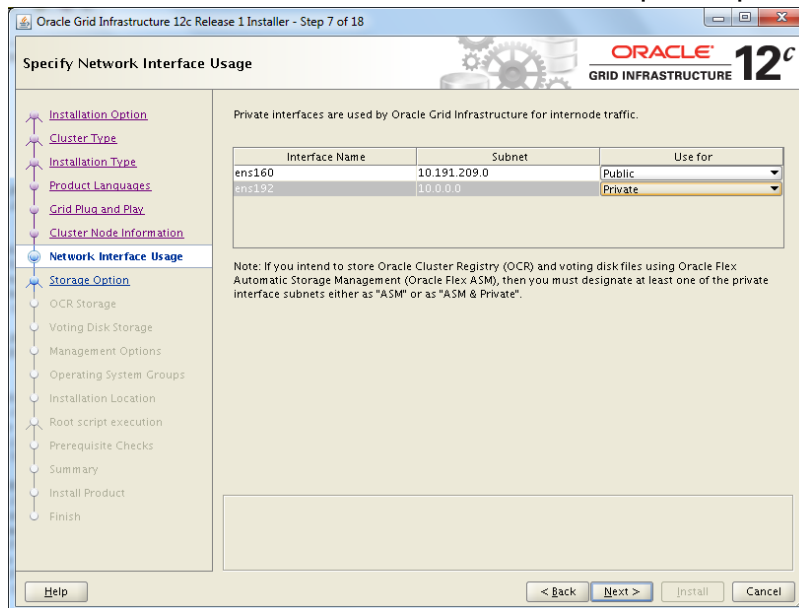 Oracle Grid Infrastructure 12c Release 1 Installer - Step 7 of 18
Specify Network Interface Usage
ORACLE
GRID INFRASTRUCTURE
12c
Installation Option
Cluster Type
Installation Type
Product Languages
Grid Plug and Play
Cluster Node Information
Network Interface Usage
Storage Option
OCR Storage
Voting Disk Storage
Management Options
Operating System Groups
Installation Location
Root script execution
Prerequisite Checks
Summary
Install Product
Finish
Private interfaces are used by Oracle Grid Infrastructure for internode traffic.
Interface Name Subnet Use for
ens160 10.191.209.0 Public
ens192 10.0.0.0 Private
Note: If you intend to store Oracle Cluster Registry (OCR) and voting disk files using Oracle Flex
Automatic Storage Management (Oracle Flex ASM), then you must designate at least one of the private
interface subnets either as "ASM" or as "ASM & Private".
Help
< Back
Next >
Install
Cancel